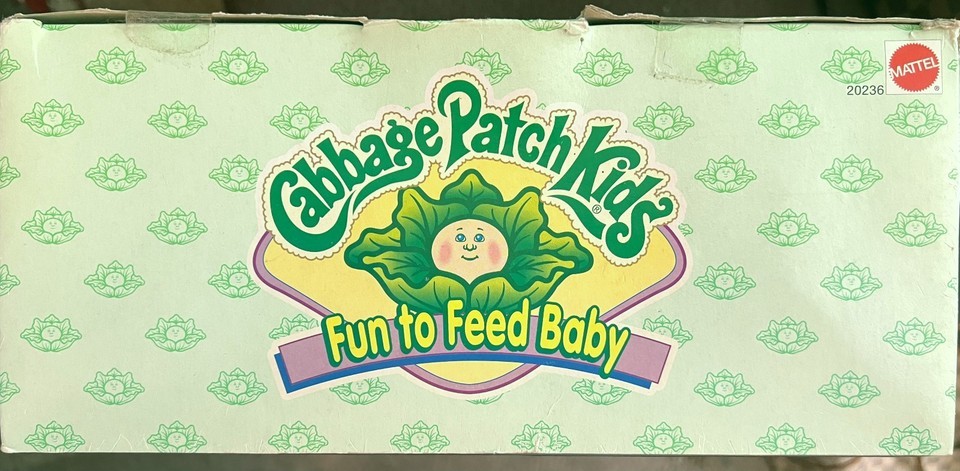 MATTEL
®
20236
Cabbage Patch Kids
®
Fun to Feed Baby